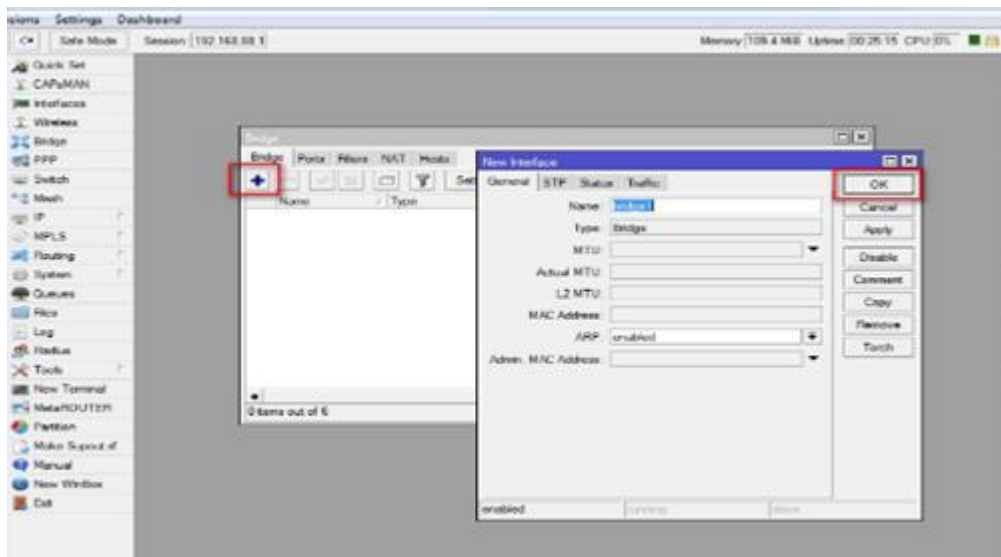 Settings Dashboard
Safe Mode Session: 192.168.88.1 Memory: 109.4 MiB Uptime: 00:25:15 CPU: 0%
Quick Set
CAPsMAN
Interfaces
Wireless
Bridge
PPP
Switch
Mesh
IP
MPLS
Routing
System
Queues
Files
Log
Radius
Tools
New Terminal
MetaROUTER
Partition
Make Supout.rif
Manual
New WinBox
Exit
Bridge
Bridge Ports Filters NAT Hosts
Name Type
0 items out of 6
New Interface
General STP Status Traffic
Name: bridge1
Type: Bridge
MTU:
Actual MTU:
L2 MTU:
MAC Address:
ARP: enabled
Admin. MAC Address:
OK
Cancel
Apply
Disable
Comment
Copy
Remove
Torch
enabled running slave